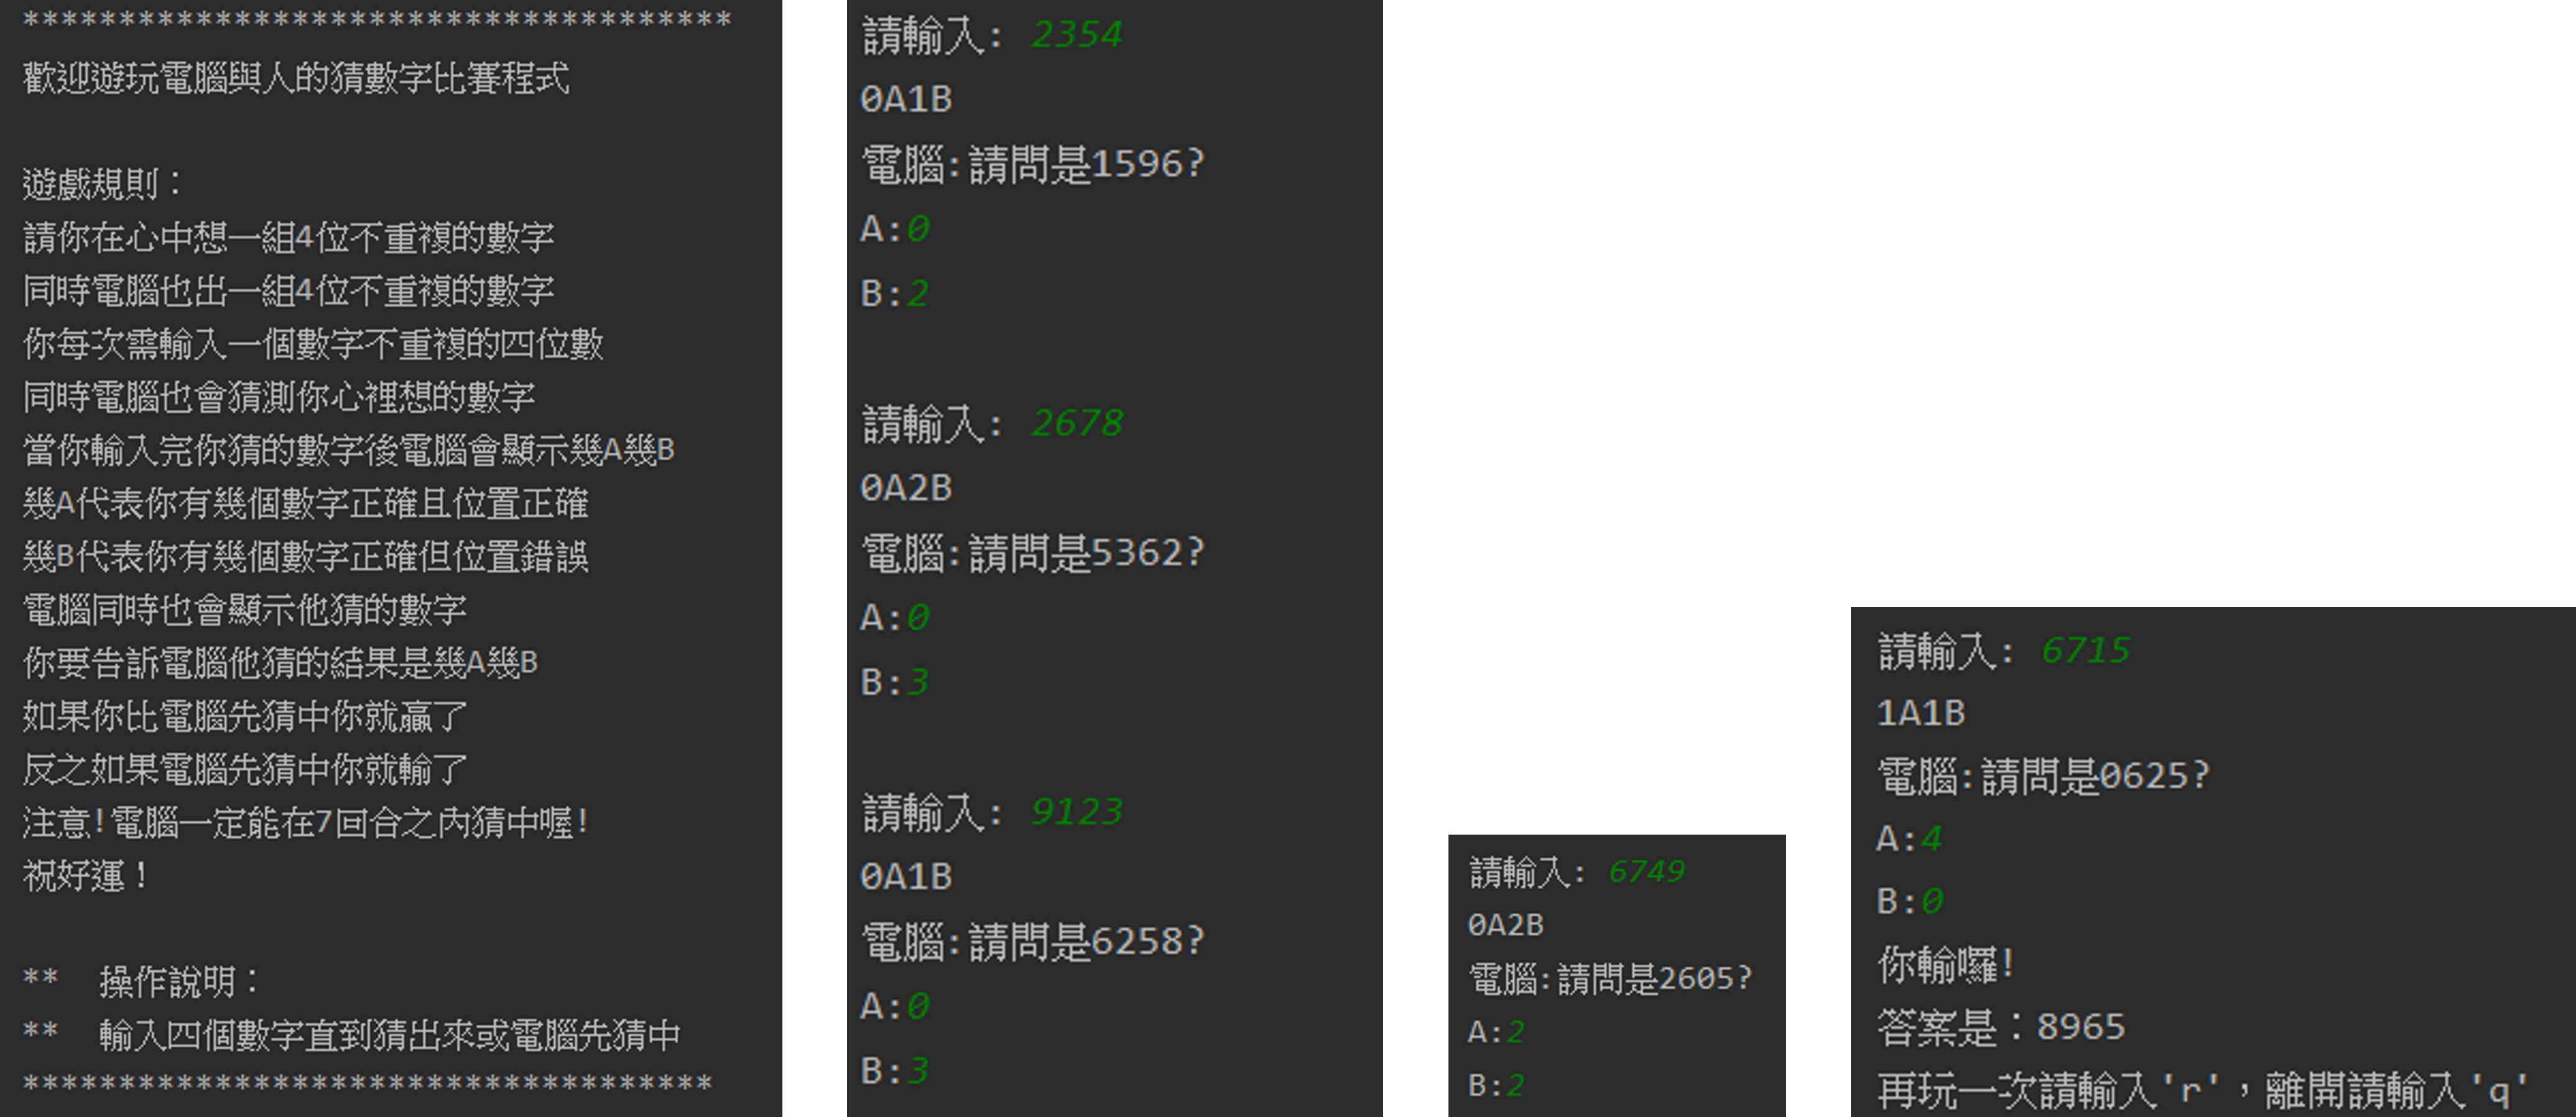 *************************************
歡迎遊玩電腦與人的猜數字比賽程式
遊戲規則：
請你在心中想一組4位不重複的數字
同時電腦也出一組4位不重複的數字
你每次需輸入一個數字不重複的四位數
同時電腦也會猜測你心裡想的數字
當你輸入完你猜的數字後電腦會顯示幾A幾B
幾A代表你有幾個數字正確且位置正確
幾B代表你有幾個數字正確但位置錯誤
電腦同時也會顯示他猜的數字
你要告訴電腦他猜的結果是幾A幾B
如果你比電腦先猜中你就贏了
反之如果電腦先猜中你就輸了
注意!電腦一定能在7回合之內猜中喔!
祝好運！
** 操作說明：
** 輸入四個數字直到猜出來或電腦先猜中
************************************
請輸入: 2354
0A1B
電腦:請問是1596?
A:0
B:2
請輸入: 2678
0A2B
電腦:請問是5362?
A:0
B:3
請輸入: 9123
0A1B
電腦:請問是6258?
A:0
B:3
請輸入: 6749
0A2B
電腦:請問是2605?
A:2
B:2
請輸入: 6715
1A1B
電腦:請問是0625?
A:4
B:0
你輸囉!
答案是：8965
再玩一次請輸入'r'，離開請輸入'q'